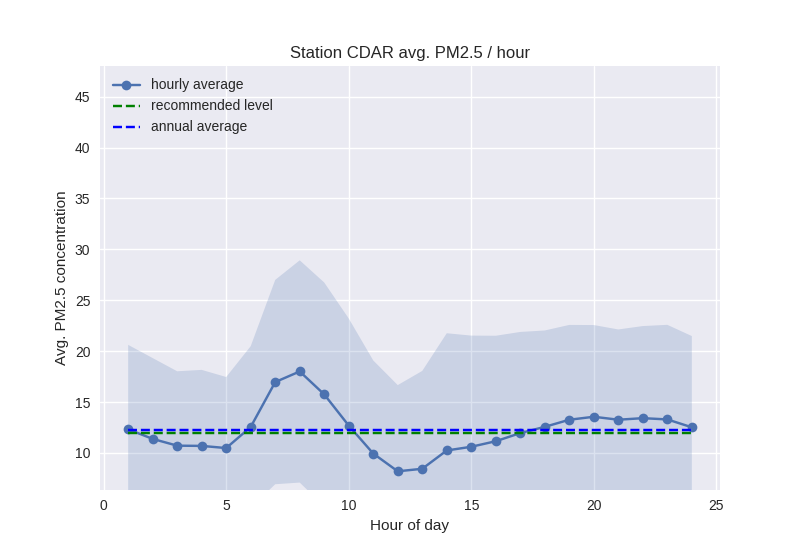 Station CDAR avg. PM2.5 / hour
hourly average
recommended level
annual average
Avg. PM2.5 concentration
45
40
35
30
25
20
15
10
0 5 10 15 20 25
Hour of day